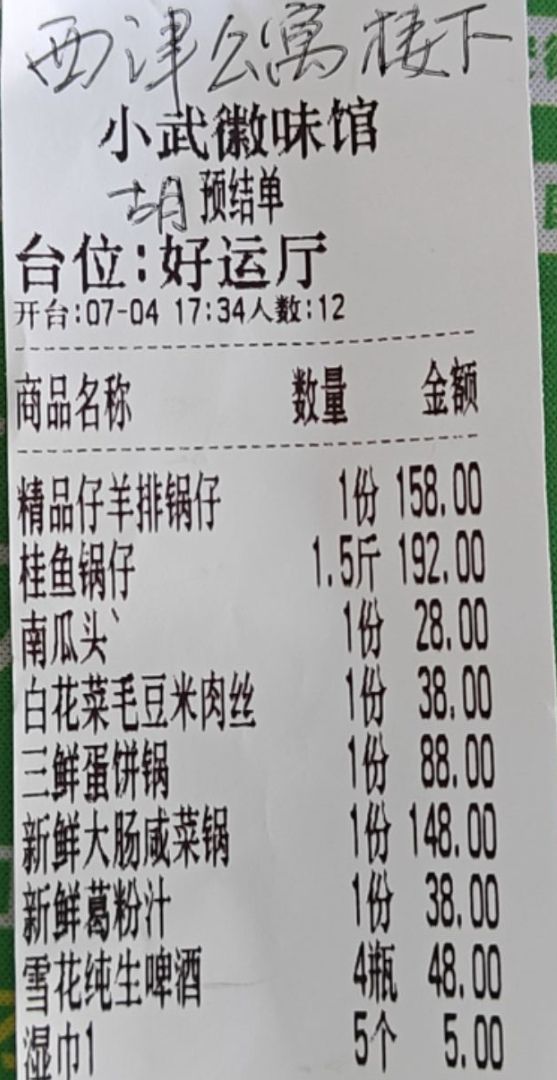 西津公寓楼下
小武徽味馆
胡 预结单
台位:好运厅
开台:07-04 17:34人数:12
商品名称 数量 金额
精品仔羊排锅仔 1份 158.00
桂鱼锅仔 1.5斤 192.00
南瓜头` 1份 28.00
白花菜毛豆米肉丝 1份 38.00
三鲜蛋饼锅 1份 88.00
新鲜大肠咸菜锅 1份 148.00
新鲜葛粉汁 1份 38.00
雪花纯生啤酒 4瓶 48.00
湿巾1 5个 5.00